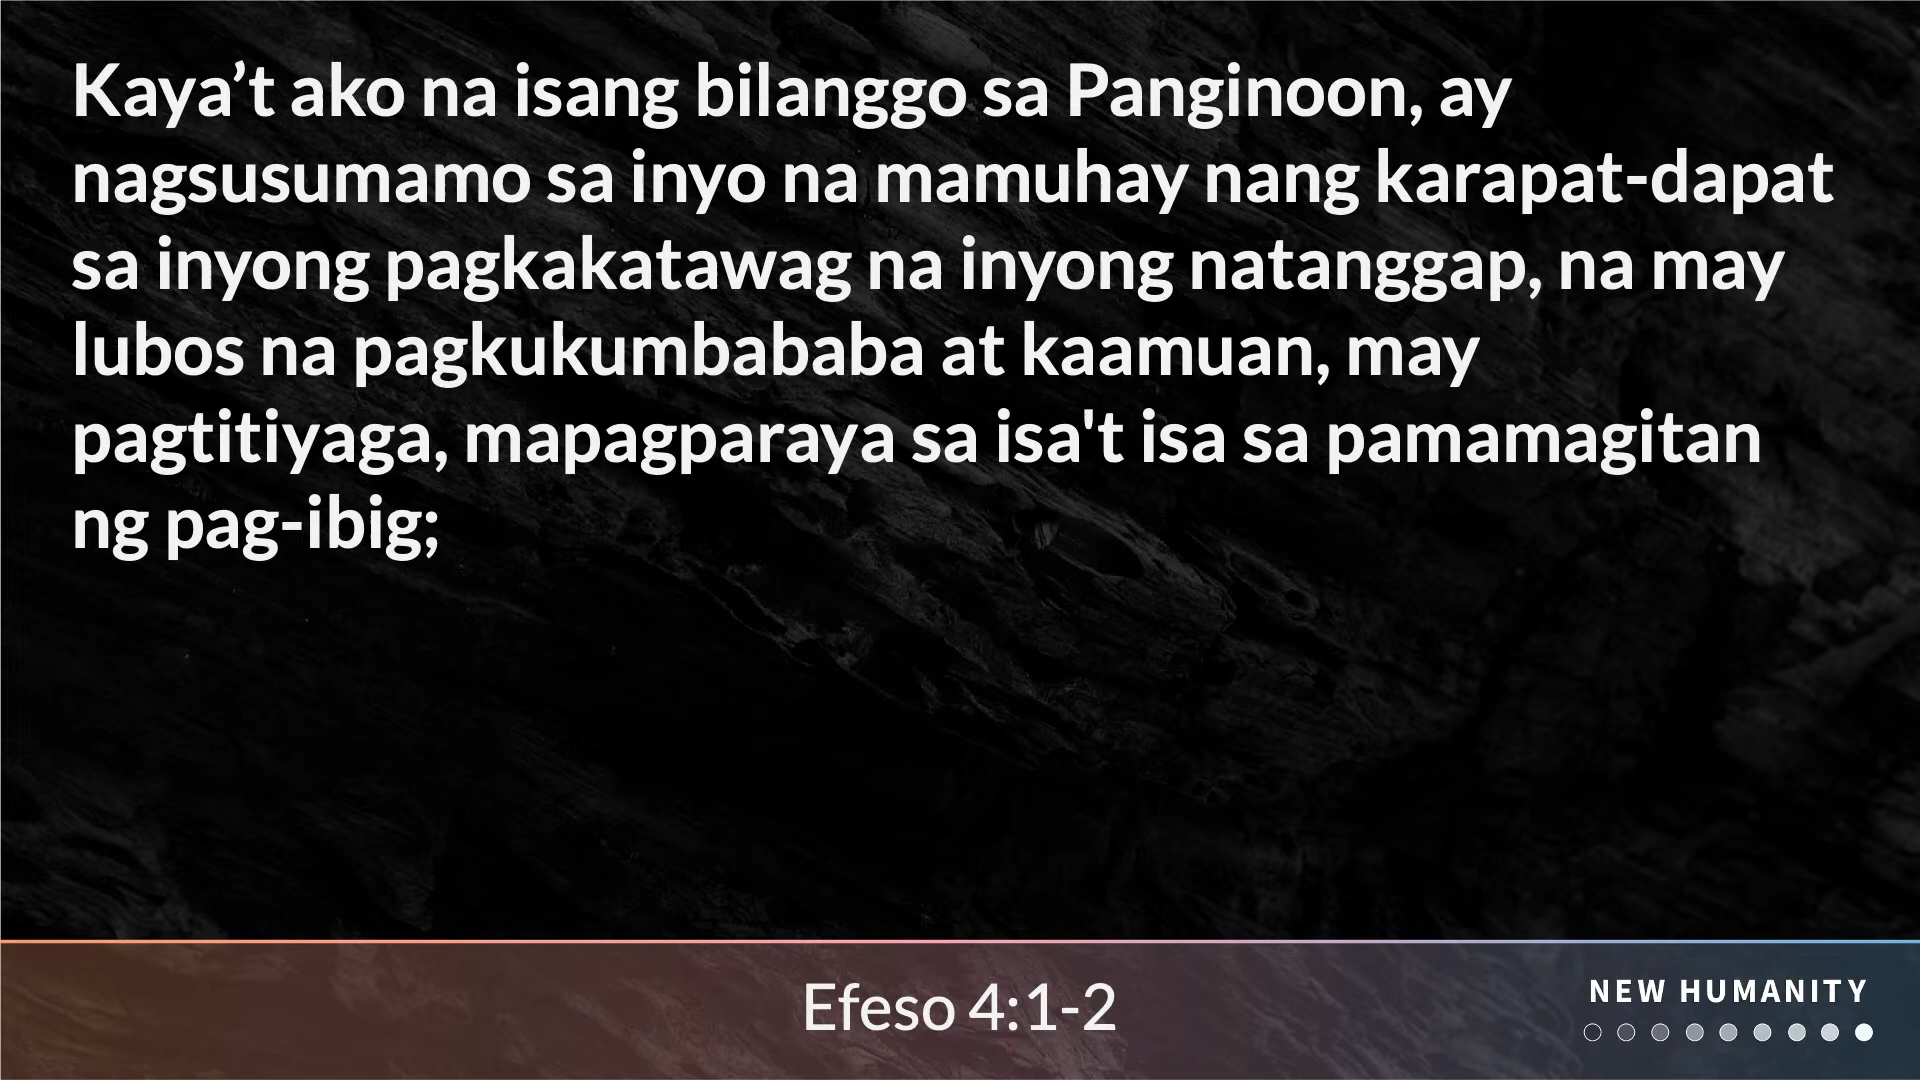 Kaya’t ako na isang bilanggo sa Panginoon, ay
nagsusumamo sa inyo na mamuhay nang karapat-dapat
sa inyong pagkakatawag na inyong natanggap, na may
lubos na pagkukumbababa at kaamuan, may
pagtitiyaga, mapagparaya sa isa't isa sa pamamagitan
ng pag-ibig;
Efeso 4:1-2
NEW HUMANITY